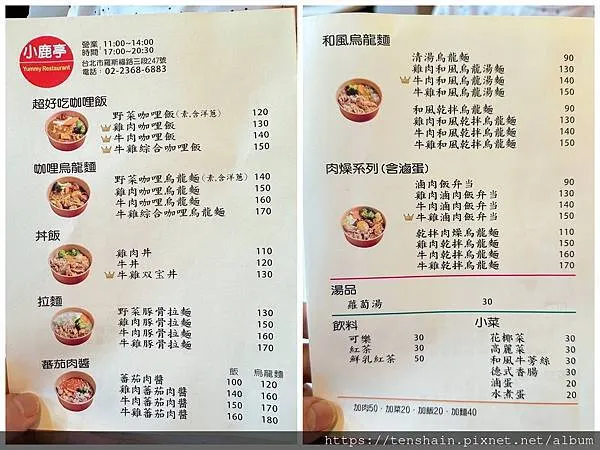 小鹿亭
Yummy Restaurant
營業:11:00~14:00
時間:17:00~20:30
台北市羅斯福路三段247號
電話:02-2368-6883
超好吃咖哩飯
野菜咖哩飯(素,含洋蔥) 120
雞肉咖哩飯 130
牛肉咖哩飯 140
牛雞綜合咖哩飯 150
咖哩烏龍麵
野菜咖哩烏龍麵(素,含洋蔥) 140
雞肉咖哩烏龍麵 150
牛肉咖哩烏龍麵 160
牛雞綜合咖哩烏龍麵 170
丼飯
雞肉丼 110
牛丼 120
牛雞双宝丼 130
拉麵
野菜豚骨拉麵 130
雞肉豚骨拉麵 150
牛肉豚骨拉麵 160
牛雞豚骨拉麵 170
蕃茄肉醬 飯 烏龍麵
蕃茄肉醬 100 120
雞肉蕃茄肉醬 140 160
牛肉蕃茄肉醬 150 170
牛雞蕃茄肉醬 160 180
和風烏龍麵
清湯烏龍麵 90
雞肉和風烏龍湯麵 130
牛肉和風烏龍湯麵 140
牛雞和風烏龍湯麵 150
和風乾拌烏龍麵 90
雞肉和風乾拌烏龍麵 130
牛肉和風乾拌烏龍麵 140
牛雞和風乾拌烏龍麵 150
肉燥系列(含滷蛋)
滷肉飯弁当 90
雞肉滷肉飯弁当 130
牛肉滷肉飯弁当 140
牛雞滷肉飯弁当 150
乾拌肉燥烏龍麵 110
雞肉乾拌烏龍麵 150
牛肉乾拌烏龍麵 160
牛雞乾拌烏龍麵 170
湯品
蘿蔔湯 30
飲料
可樂 30
紅茶 30
鮮乳紅茶 50
小菜
花椰菜 30
高麗菜 30
和風牛蒡絲 30
德式香腸 30
滷蛋 20
水煮蛋 20
加肉50、加菜20、加飯20、加麵40
https://tenshain.pixnet.net/album